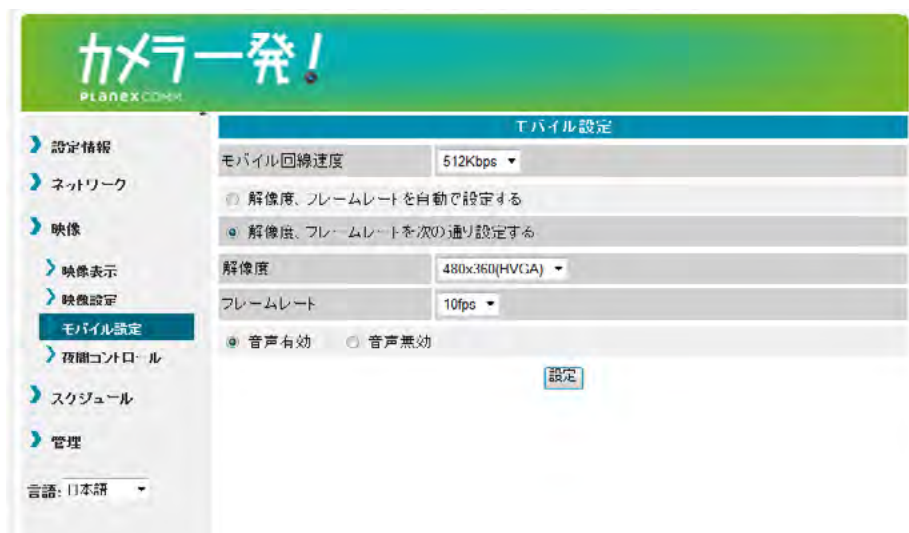 カメラ一発!
PLANEX COMM
設定情報
ネットワーク
映像
映像表示
映像設定
モバイル設定
夜間コントロール
スケジュール
管理
言語: 日本語
モバイル設定
モバイル回線速度 512Kbps
解像度、フレームレートを自動で設定する
解像度、フレームレートを次の通り設定する
解像度 480x360(HVGA)
フレームレート 10fps
音声有効 音声無効
設定